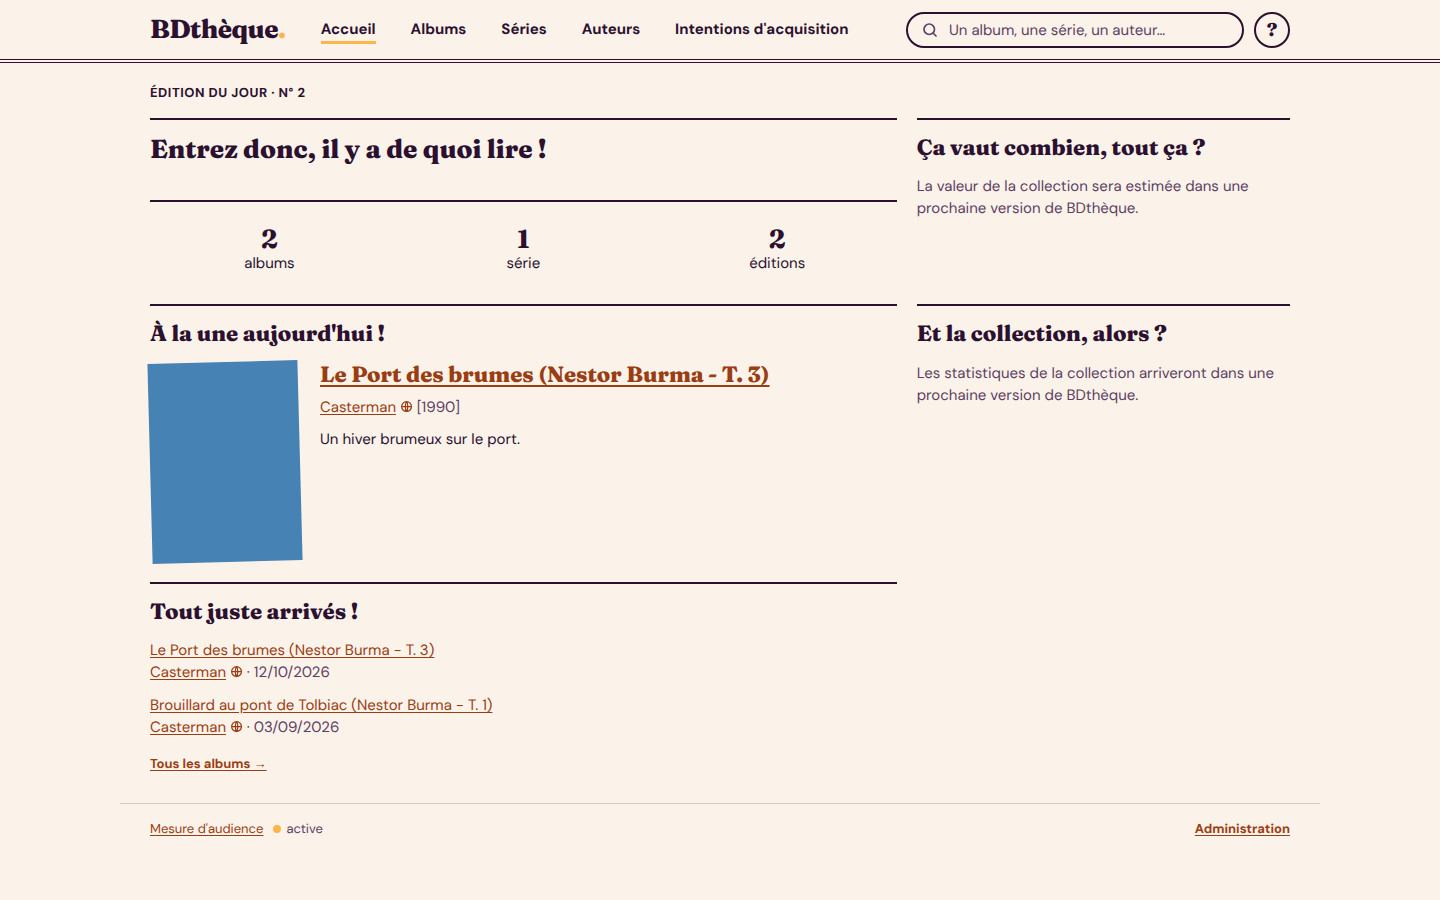 BDthèque.
Accueil
Albums
Séries
Auteurs
Intentions d'acquisition
Un album, une série, un auteur...
?
ÉDITION DU JOUR · N° 2
Entrez donc, il y a de quoi lire !
2
albums
1
série
2
éditions
Ça vaut combien, tout ça ?
La valeur de la collection sera estimée dans une
prochaine version de BDthèque.
À la une aujourd'hui !
Le Port des brumes (Nestor Burma - T. 3)
Casterman [1990]
Un hiver brumeux sur le port.
Et la collection, alors ?
Les statistiques de la collection arriveront dans une
prochaine version de BDthèque.
Tout juste arrivés !
Le Port des brumes (Nestor Burma - T. 3)
Casterman · 12/10/2026
Brouillard au pont de Tolbiac (Nestor Burma - T. 1)
Casterman · 03/09/2026
Tous les albums →
Mesure d'audience
active
Administration